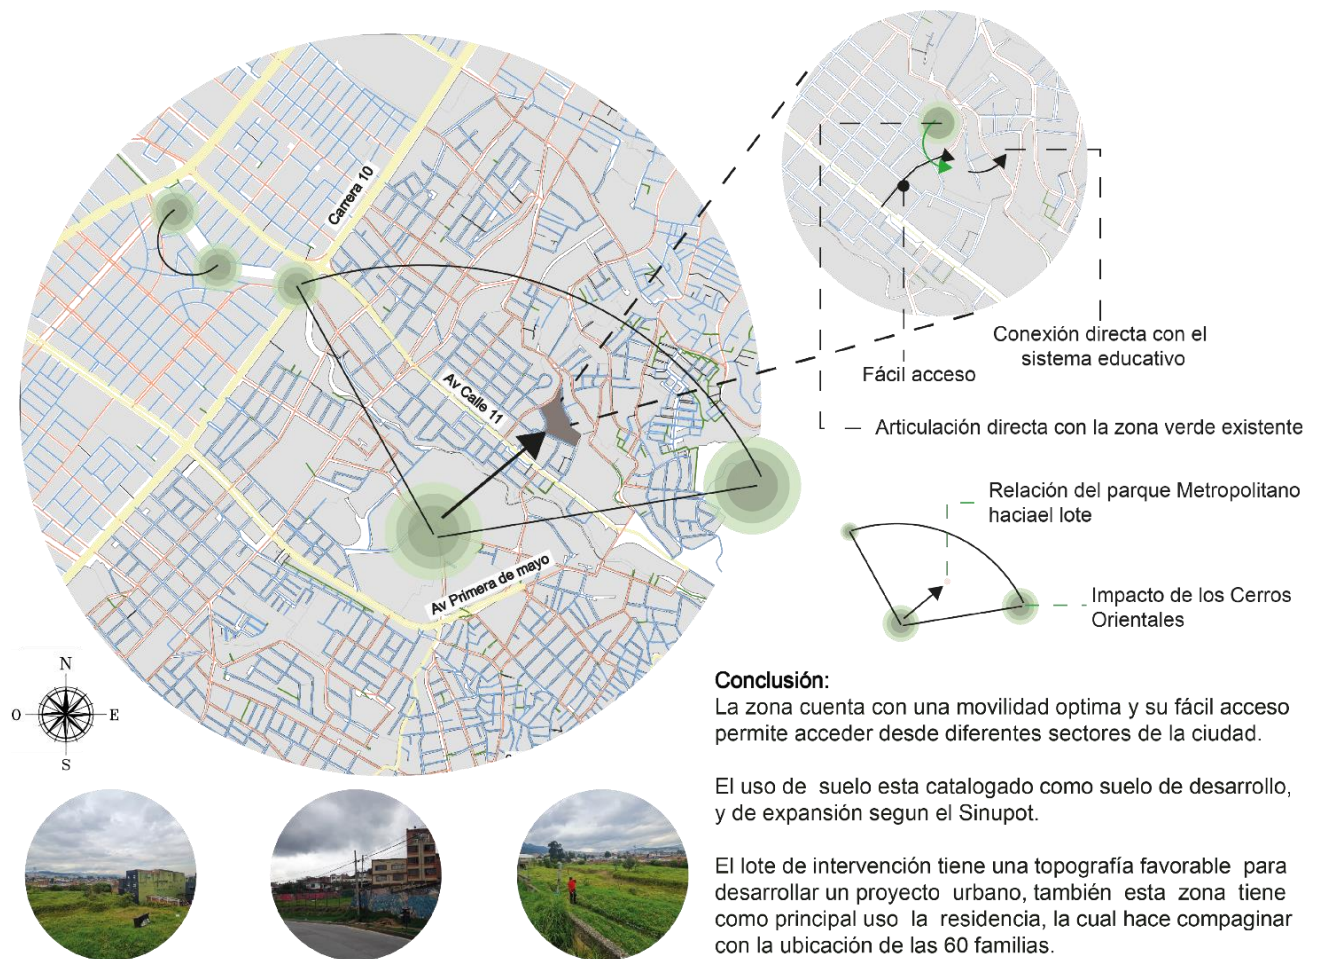 Carrera 10
Av Calle 11
Av Primera de mayo
N
O
E
S
Conexión directa con el
sistema educativo
Fácil acceso
Articulación directa con la zona verde existente
Relación del parque Metropolitano
haciael lote
Impacto de los Cerros
Orientales
Conclusión:
La zona cuenta con una movilidad optima y su fácil acceso
permite acceder desde diferentes sectores de la ciudad.
El uso de suelo esta catalogado como suelo de desarrollo,
y de expansión segun el Sinupot.
El lote de intervención tiene una topografía favorable para
desarrollar un proyecto urbano, también esta zona tiene
como principal uso la residencia, la cual hace compaginar
con la ubicación de las 60 familias.